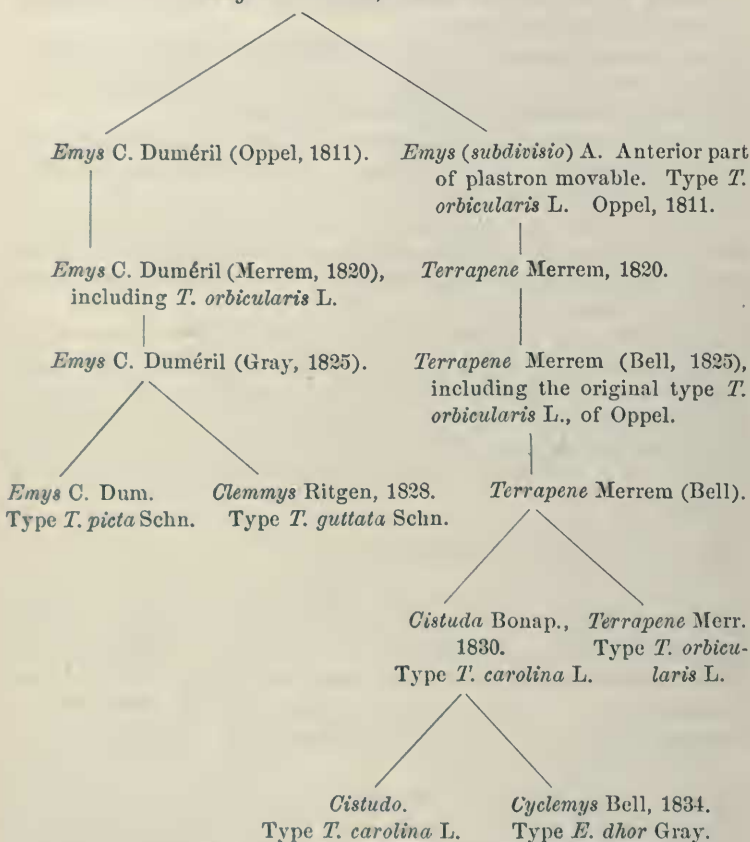 Emys C. Duméril (Oppel, 1811).
Emys (subdivisio) A. Anterior part
of plastron movable. Type T.
orbicularis L. Oppel, 1811.
Emys C. Duméril (Merrem, 1820),
including T. orbicularis L.
Terrapene Merrem, 1820.
Emys C. Duméril (Gray, 1825).
Terrapene Merrem (Bell, 1825),
including the original type T.
orbicularis L., of Oppel.
Emys C. Dum.
Type T. picta Schn.
Clemmys Ritgen, 1828.
Type T. guttata Schn.
Terrapene Merrem (Bell).
Cistuda Bonap.,
1830.
Type T. carolina L.
Terrapene Merr.
Type T. orbicu-
laris L.
Cistudo.
Type T. carolina L.
Cyclemys Bell, 1834.
Type E. dhor Gray.